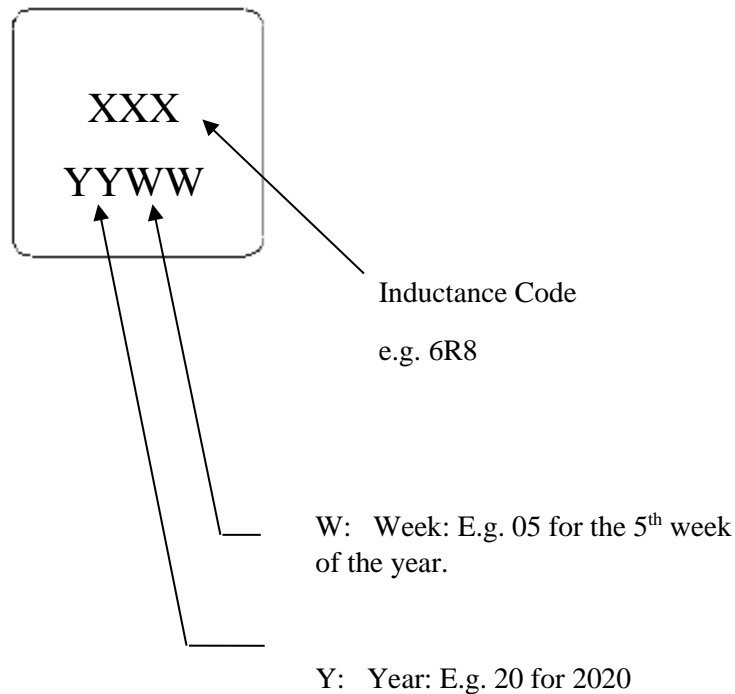 XXX
YYWW
Inductance Code
e.g. 6R8
W: Week: E.g. 05 for the 5th week
of the year.
Y: Year: E.g. 20 for 2020